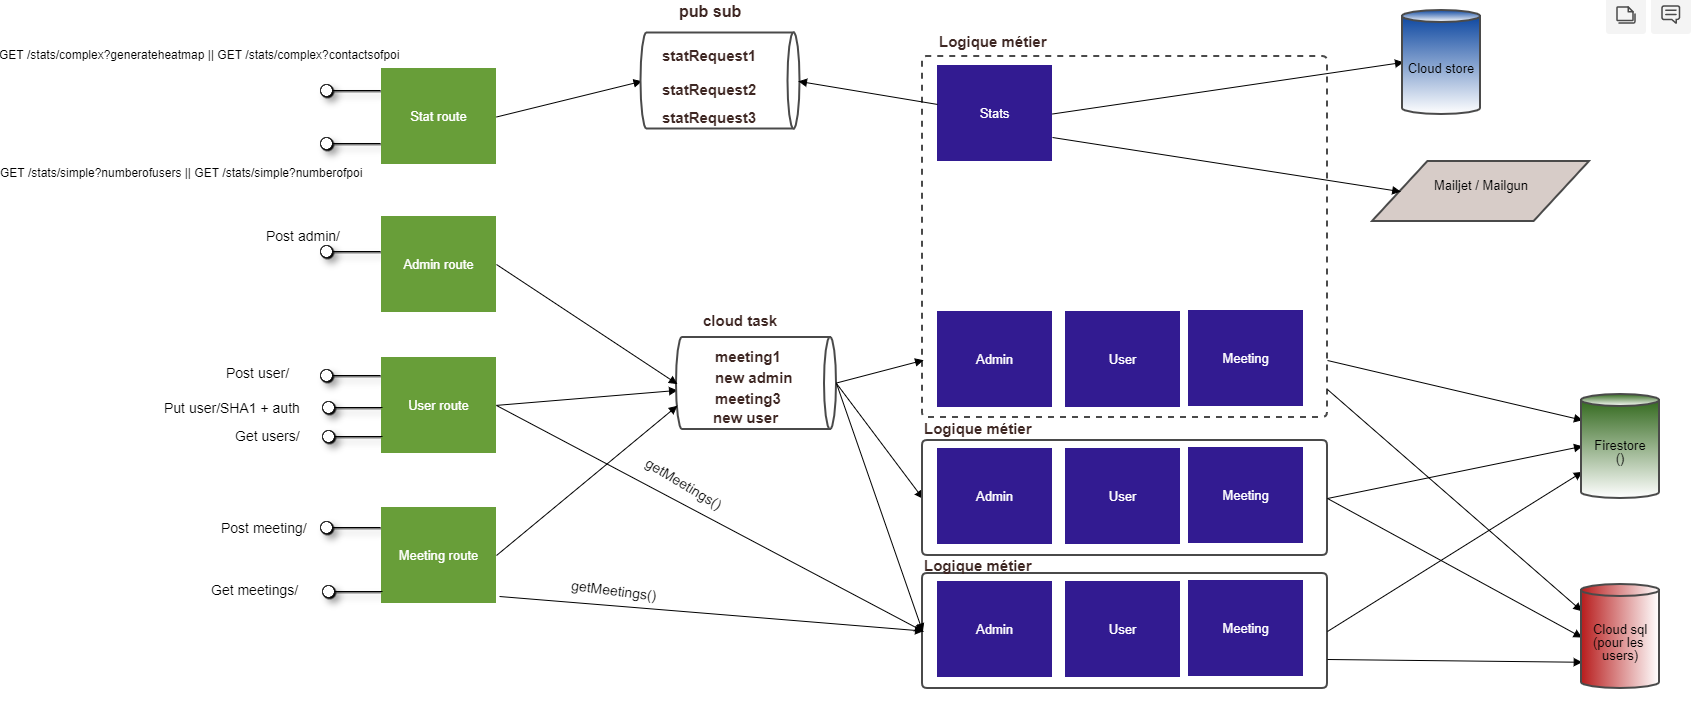 pub sub
GET /stats/complex?generateheatmap || GET /stats/complex?contactsofpoi
statRequest1
statRequest2
statRequest3
Logique métier
Cloud store
Stat route
Stats
GET /stats/simple?numberofusers || GET /stats/simple?numberofpoi
Mailjet / Mailgun
Post admin/
Admin route
cloud task
meeting1
new admin
meeting3
new user
Admin
User
Meeting
Post user/
Put user/SHA1 + auth
Get users/
User route
Logique métier
Firestore
()
getMeetings()
Admin
User
Meeting
Post meeting/
Get meetings/
Meeting route
getMeetings()
Logique métier
Admin
User
Meeting
Cloud sql
(pour les
users)